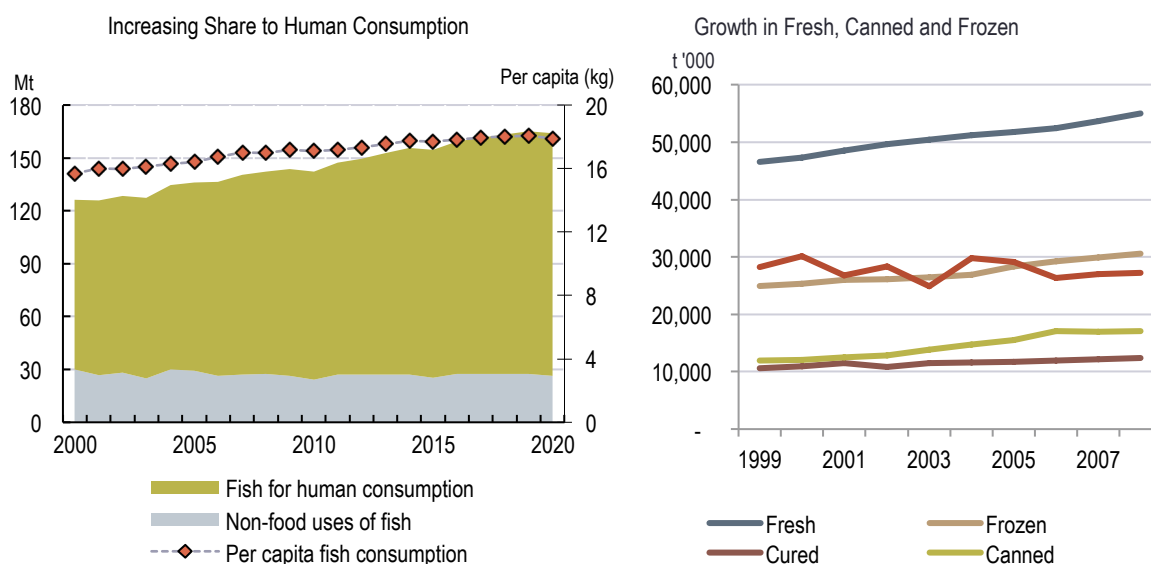 Increasing Share to Human Consumption
Mt
Per capita (kg)
180
150
120
90
60
30
0
20
16
12
8
4
0
2000
2005
2010
2015
2020
Fish for human consumption
Non-food uses of fish
Per capita fish consumption
Growth in Fresh, Canned and Frozen
t '000
60,000
50,000
40,000
30,000
20,000
10,000
-
1999
2001
2003
2005
2007
Fresh
Frozen
Cured
Canned